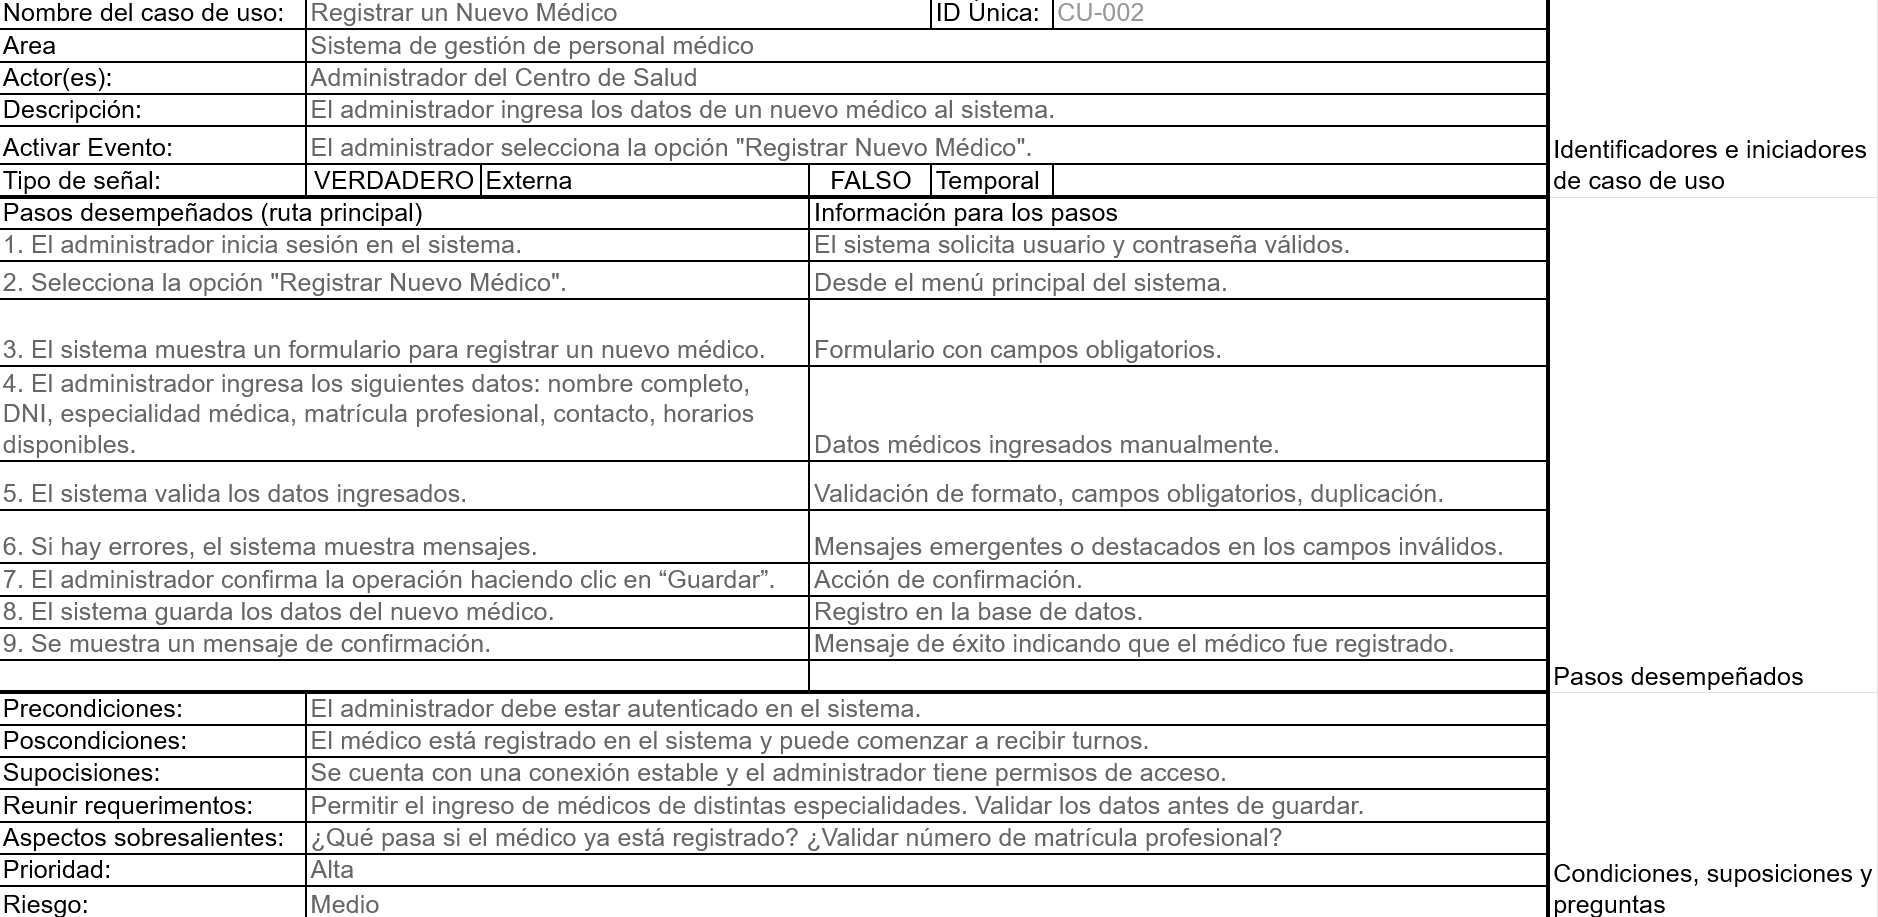 Nombre del caso de uso: Registrar un Nuevo Médico ID Única: CU-002
Area Sistema de gestión de personal médico
Actor(es): Administrador del Centro de Salud
Descripción: El administrador ingresa los datos de un nuevo médico al sistema.
Activar Evento: El administrador selecciona la opción "Registrar Nuevo Médico".
Tipo de señal: VERDADERO Externa FALSO Temporal
Identificadores e iniciadores
de caso de uso
Pasos desempeñados (ruta principal) Información para los pasos
1. El administrador inicia sesión en el sistema. El sistema solicita usuario y contraseña válidos.
2. Selecciona la opción "Registrar Nuevo Médico". Desde el menú principal del sistema.
3. El sistema muestra un formulario para registrar un nuevo médico. Formulario con campos obligatorios.
4. El administrador ingresa los siguientes datos: nombre completo,
DNI, especialidad médica, matrícula profesional, contacto, horarios
disponibles. Datos médicos ingresados manualmente.
5. El sistema valida los datos ingresados. Validación de formato, campos obligatorios, duplicación.
6. Si hay errores, el sistema muestra mensajes. Mensajes emergentes o destacados en los campos inválidos.
7. El administrador confirma la operación haciendo clic en “Guardar”. Acción de confirmación.
8. El sistema guarda los datos del nuevo médico. Registro en la base de datos.
9. Se muestra un mensaje de confirmación. Mensaje de éxito indicando que el médico fue registrado.
Pasos desempeñados
Precondiciones: El administrador debe estar autenticado en el sistema.
Poscondiciones: El médico está registrado en el sistema y puede comenzar a recibir turnos.
Supocisiones: Se cuenta con una conexión estable y el administrador tiene permisos de acceso.
Reunir requerimentos: Permitir el ingreso de médicos de distintas especialidades. Validar los datos antes de guardar.
Aspectos sobresalientes: ¿Qué pasa si el médico ya está registrado? ¿Validar número de matrícula profesional?
Prioridad: Alta
Riesgo: Medio
Condiciones, suposiciones y
preguntas